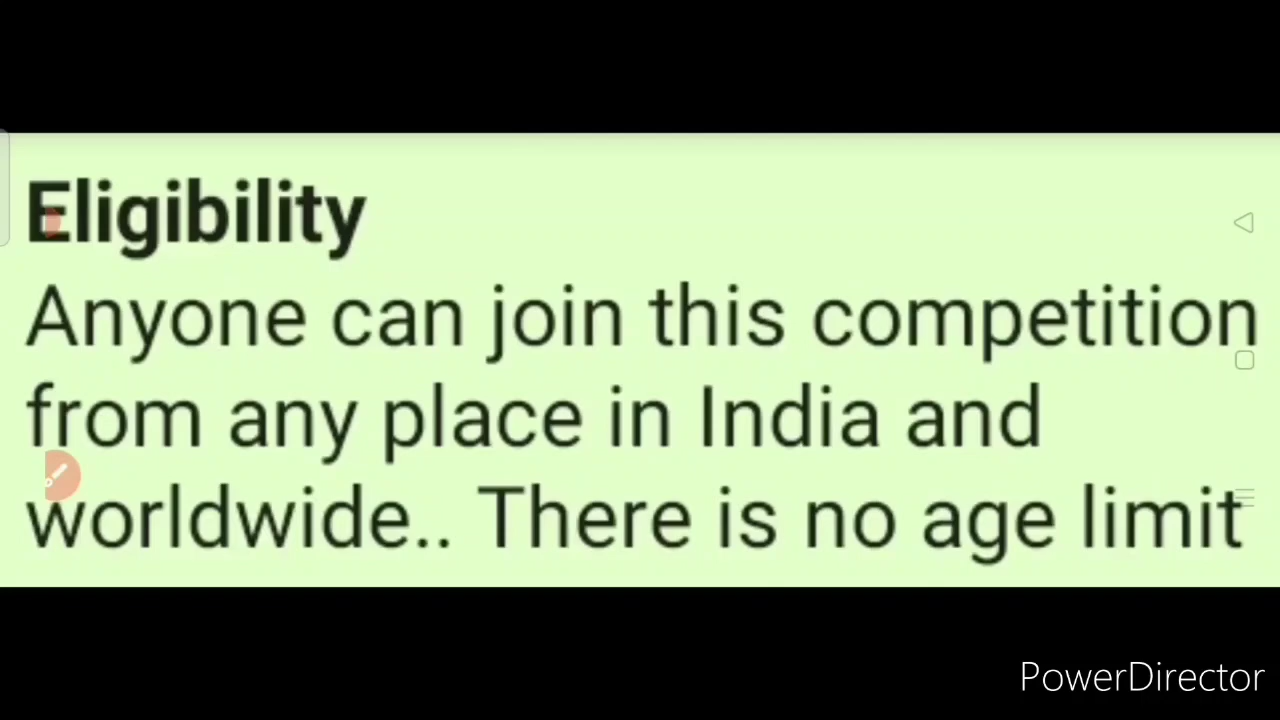 Eligibility
Anyone can join this competition
from any place in India and
worldwide.. There is no age limit
PowerDirector